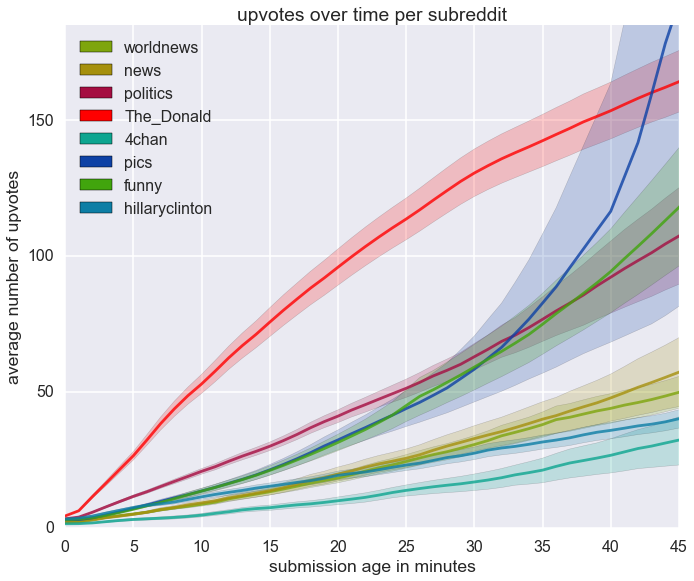 upvotes over time per subreddit
worldnews
news
politics
The_Donald
4chan
pics
funny
hillaryclinton
average number of upvotes
150
100
50
0
0 5 10 15 20 25 30 35 40 45
submission age in minutes